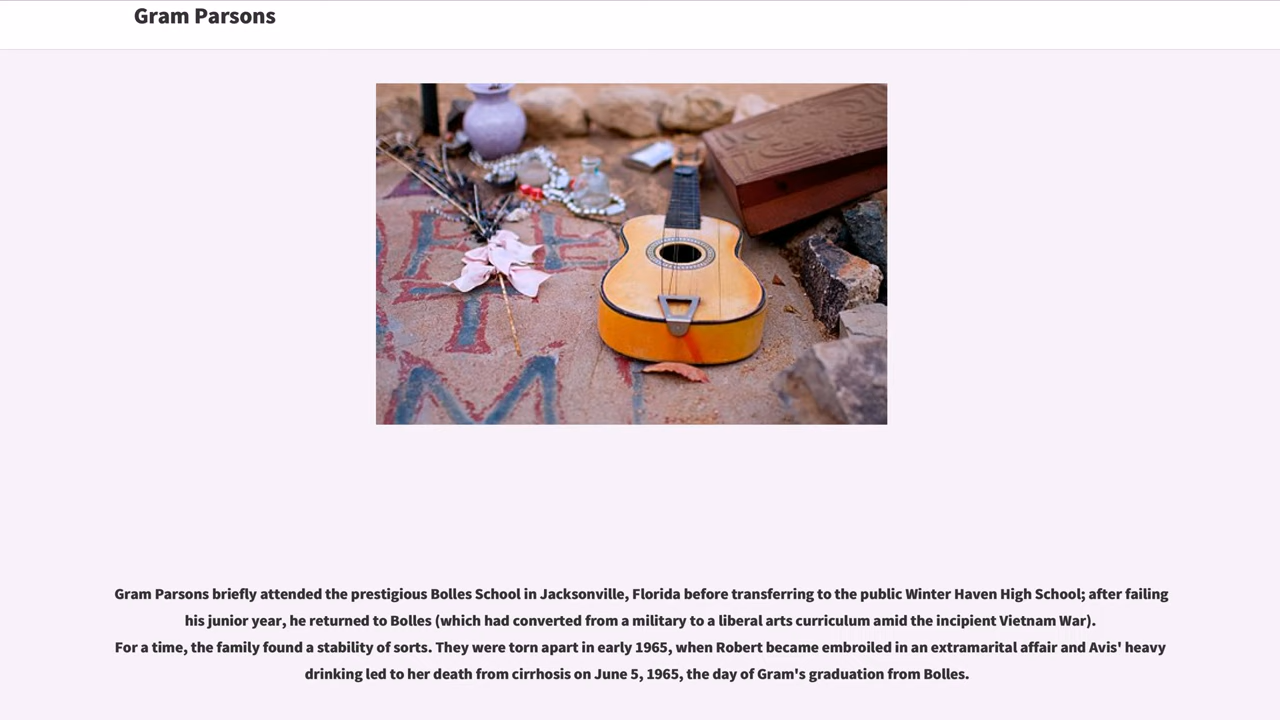 Gram Parsons
Gram Parsons briefly attended the prestigious Bolles School in Jacksonville, Florida before transferring to the public Winter Haven High School; after failing
his junior year, he returned to Bolles (which had converted from a military to a liberal arts curriculum amid the incipient Vietnam War).
For a time, the family found a stability of sorts. They were torn apart in early 1965, when Robert became embroiled in an extramarital affair and Avis' heavy
drinking led to her death from cirrhosis on June 5, 1965, the day of Gram's graduation from Bolles.